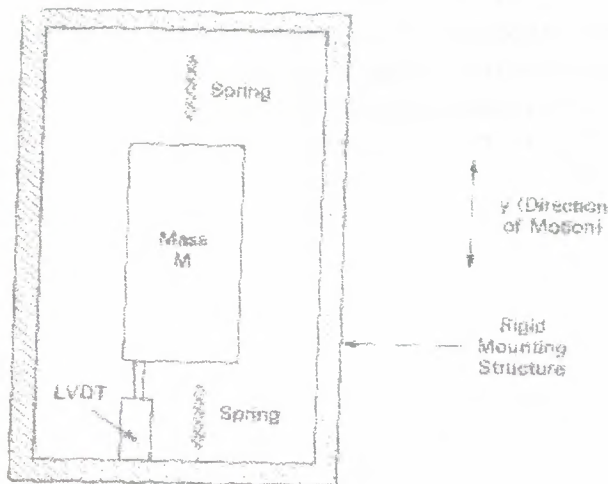 Spring
Mass
M
y (Direction
of Motion)
Rigid
Mounting
Structure
LVDT
Spring